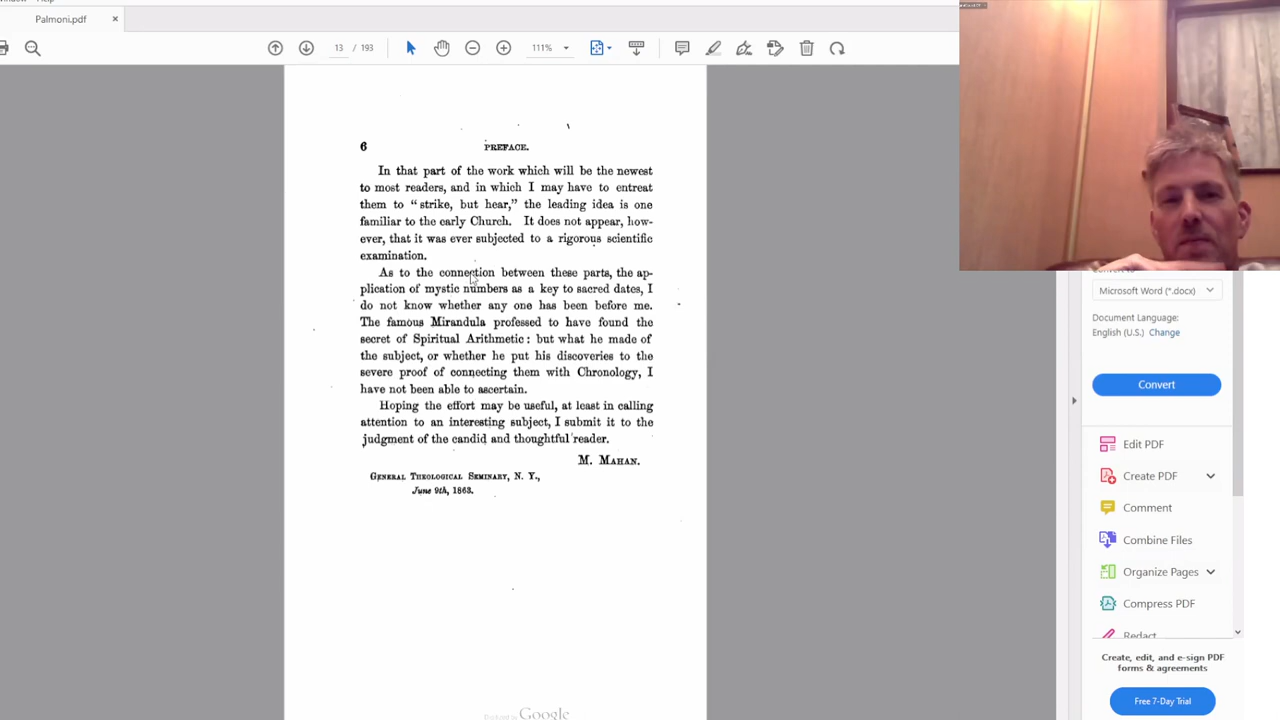 Palmoni.pdf ×
13 / 193 111%
6 PREFACE.
In that part of the work which will be the newest
to most readers, and in which I may have to entreat
them to “strike, but hear,” the leading idea is one
familiar to the early Church. It does not appear, how-
ever, that it was ever subjected to a rigorous scientific
examination.
As to the connection between these parts, the ap-
plication of mystic numbers as a key to sacred dates, I
do not know whether any one has been before me.
The famous Mirandula professed to have found the
secret of Spiritual Arithmetic: but what he made of
the subject, or whether he put his discoveries to the
severe proof of connecting them with Chronology, I
have not been able to ascertain.
Hoping the effort may be useful, at least in calling
attention to an interesting subject, I submit it to the
judgment of the candid and thoughtful reader.
M. MAHAN.
GENERAL THEOLOGICAL SEMINARY, N. Y.,
June 9th, 1863.
Google
Microsoft Word (*.docx)
Document Language:
English (U.S.) Change
Convert
Edit PDF
Create PDF
Comment
Combine Files
Organize Pages
Compress PDF
Redact
Create, edit, and e-sign PDF
forms & agreements
Free 7-Day Trial